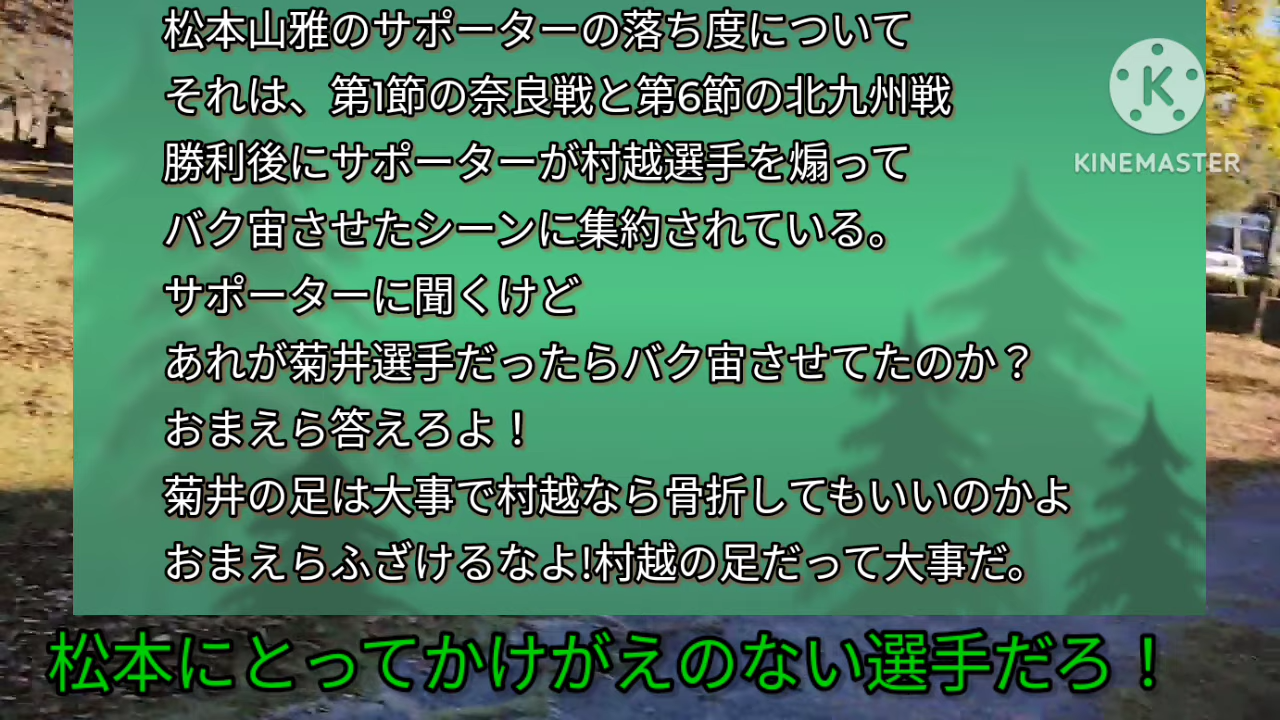 松本山雅のサポーターの落ち度について
それは、第1節の奈良戦と第6節の北九州戦
勝利後にサポーターが村越選手を煽って
バク宙させたシーンに集約されている。
サポーターに聞くけど
あれが菊井選手だったらバク宙させてたのか？
おまえら答えろよ！
菊井の足は大事で村越なら骨折してもいいのかよ
おまえらふざけるなよ!村越の足だって大事だ。
松本にとってかけがえのない選手だろ！
K
KINEMASTER